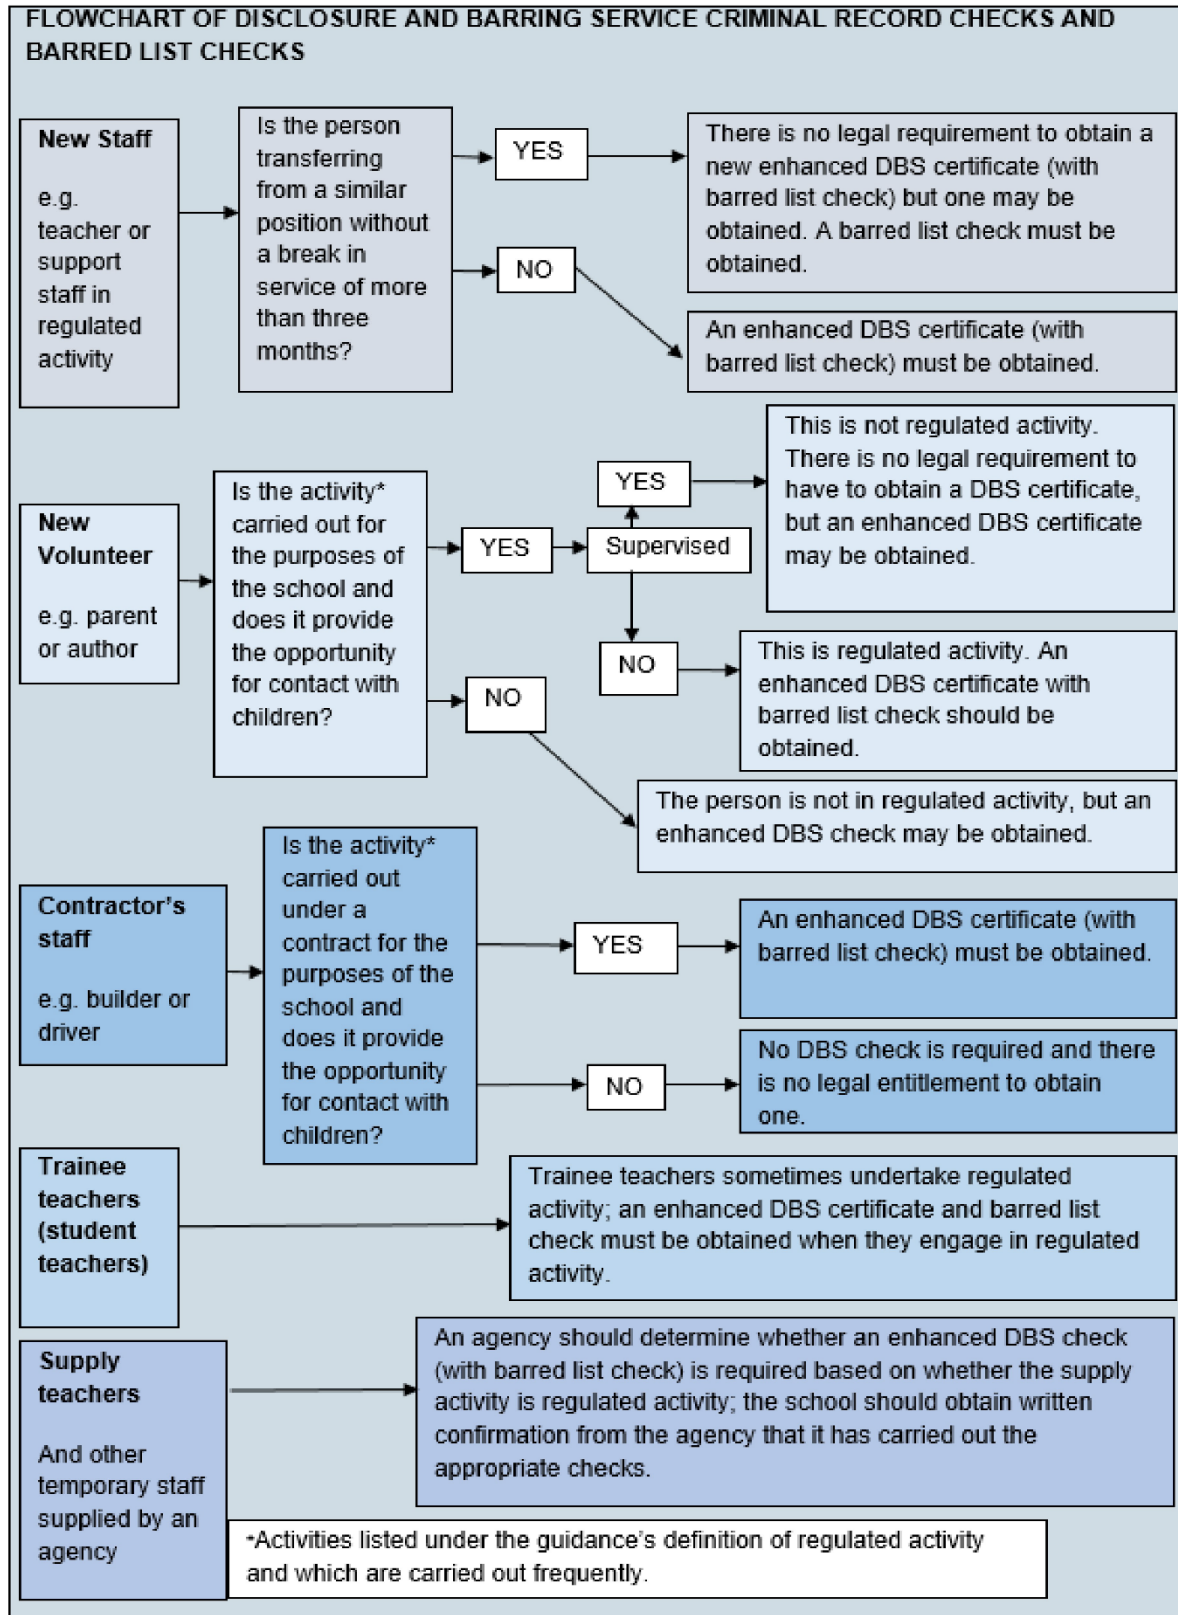 FLOWCHART OF DISCLOSURE AND BARRING SERVICE CRIMINAL RECORD CHECKS AND
BARRED LIST CHECKS
New Staff
e.g.
teacher or
support
staff in
regulated
activity
Is the person
transferring
from a similar
position without
a break in
service of more
than three
months?
YES
There is no legal requirement to obtain a
new enhanced DBS certificate (with
barred list check) but one may be
obtained. A barred list check must be
obtained.
NO
An enhanced DBS certificate (with
barred list check) must be obtained.
New
Volunteer
e.g. parent
or author
Is the activity*
carried out for
the purposes of
the school and
does it provide
the opportunity
for contact with
children?
YES
Supervised
YES
This is not regulated activity.
There is no legal requirement to
have to obtain a DBS certificate,
but an enhanced DBS certificate
may be obtained.
NO
This is regulated activity. An
enhanced DBS certificate with
barred list check should be
obtained.
NO
The person is not in regulated activity, but an
enhanced DBS check may be obtained.
Contractor's
staff
e.g. builder or
driver
Is the activity*
carried out
under a
contract for the
purposes of the
school and
does it provide
the opportunity
for contact with
children?
YES
An enhanced DBS certificate (with
barred list check) must be obtained.
NO
No DBS check is required and there
is no legal entitlement to obtain
one.
Trainee
teachers
(student
teachers)
Trainee teachers sometimes undertake regulated
activity; an enhanced DBS certificate and barred list
check must be obtained when they engage in regulated
activity.
Supply
teachers
And other
temporary staff
supplied by an
agency
An agency should determine whether an enhanced DBS check
(with barred list check) is required based on whether the supply
activity is regulated activity; the school should obtain written
confirmation from the agency that it has carried out the
appropriate checks.
*Activities listed under the guidance's definition of regulated activity
and which are carried out frequently.